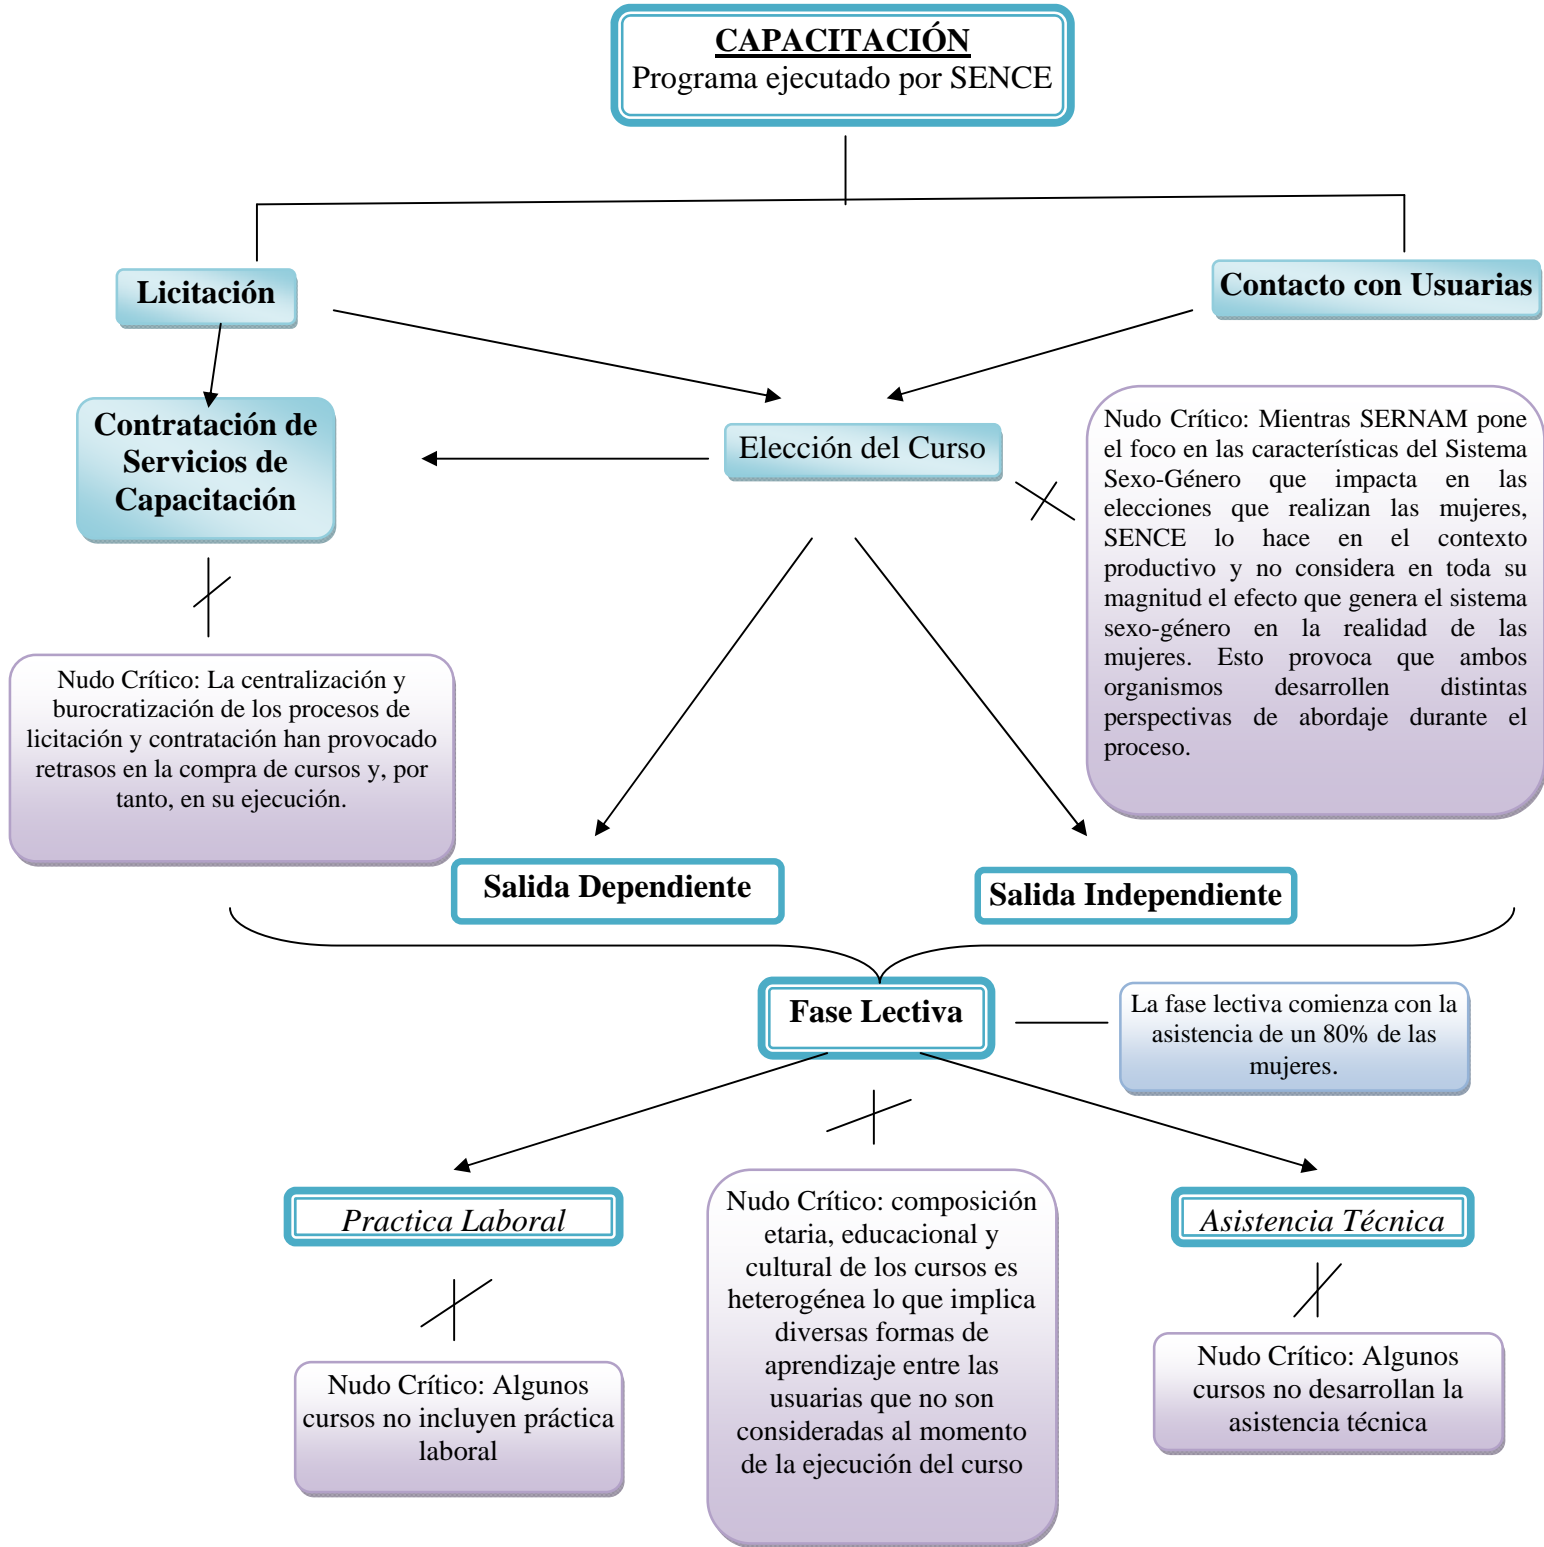 CAPACITACIÓN
Programa ejecutado por SENCE
Licitación
Contacto con Usuarias
Contratación de
Servicios de
Capacitación
Elección del Curso
Nudo Crítico: Mientras SERNAM pone
el foco en las características del Sistema
Sexo-Género que impacta en las
elecciones que realizan las mujeres,
SENCE lo hace en el contexto
productivo y no considera en toda su
magnitud el efecto que genera el sistema
sexo-género en la realidad de las
mujeres. Esto provoca que ambos
organismos desarrollen distintas
perspectivas de abordaje durante el
proceso.
Nudo Crítico: La centralización y
burocratización de los procesos de
licitación y contratación han provocado
retrasos en la compra de cursos y, por
tanto, en su ejecución.
Salida Dependiente
Salida Independiente
Fase Lectiva
La fase lectiva comienza con la
asistencia de un 80% de las
mujeres.
Practica Laboral
Asistencia Técnica
Nudo Crítico: composición
etaria, educacional y
cultural de los cursos es
heterogénea lo que implica
diversas formas de
aprendizaje entre las
usuarias que no son
consideradas al momento
de la ejecución del curso
Nudo Crítico: Algunos
cursos no incluyen práctica
laboral
Nudo Crítico: Algunos
cursos no desarrollan la
asistencia técnica